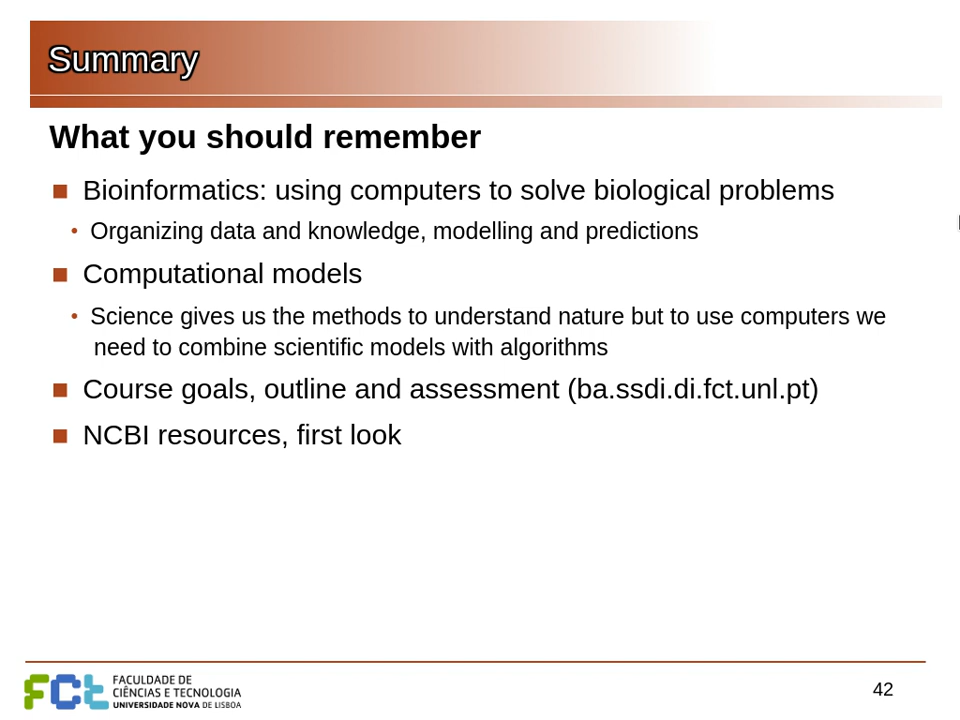 Summary
What you should remember
■ Bioinformatics: using computers to solve biological problems
• Organizing data and knowledge, modelling and predictions
■ Computational models
• Science gives us the methods to understand nature but to use computers we
need to combine scientific models with algorithms
■ Course goals, outline and assessment (ba.ssdi.di.fct.unl.pt)
■ NCBI resources, first look
FCt
FACULDADE DE
CIÊNCIAS E TECNOLOGIA
UNIVERSIDADE NOVA DE LISBOA
42